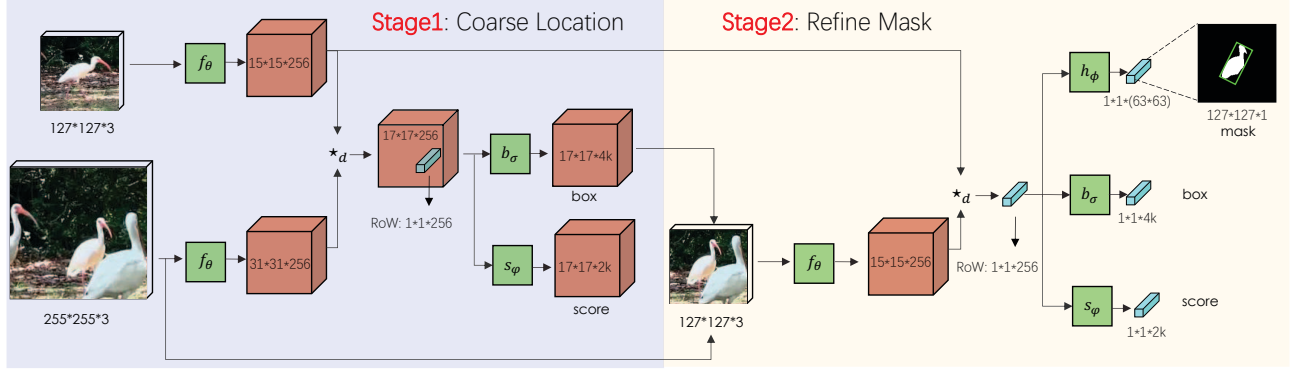 Stage1: Coarse Location
Stage2: Refine Mask
fθ
15*15*256
127*127*3
17*17*256
⋆d
RoW: 1*1*256
bσ
17*17*4k
box
fθ
31*31*256
255*255*3
sφ
17*17*2k
score
127*127*3
fθ
15*15*256
⋆d
RoW: 1*1*256
hϕ
1*1*(63*63)
127*127*1
mask
bσ
1*1*4k
box
sφ
1*1*2k
score